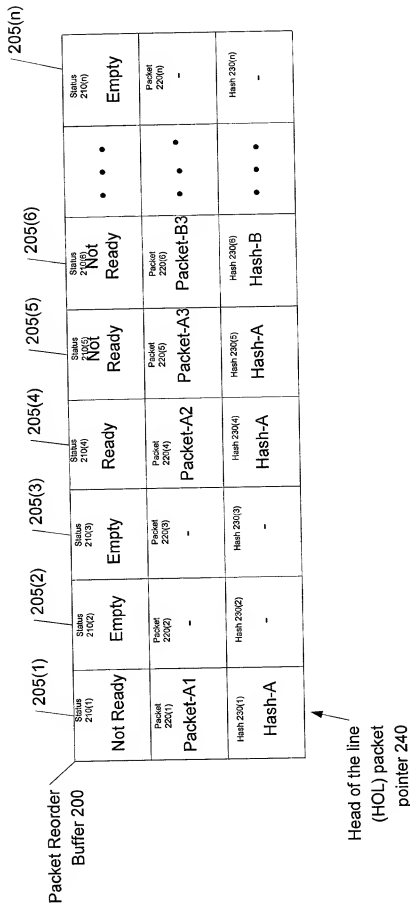 Packet Reorder
Buffer 200
205(1)
205(2)
205(3)
205(4)
205(5)
205(6)
205(n)
Status
210(1)
Not Ready
Status
210(2)
Empty
Status
210(3)
Empty
Status
210(4)
Ready
Status
210(5)
Not
Ready
Status
210(6)
Not
Ready
• • •
Status
210(n)
Empty
Packet
220(1)
Packet-A1
Packet
220(2)
-
Packet
220(3)
-
Packet
220(4)
Packet-A2
Packet
220(5)
Packet-A3
Packet
220(6)
Packet-B3
• • •
Packet
220(n)
-
Hash 230(1)
Hash-A
Hash 230(2)
-
Hash 230(3)
-
Hash 230(4)
Hash-A
Hash 230(5)
Hash-A
Hash 230(6)
Hash-B
• • •
Hash 230(n)
-
Head of the line
(HOL) packet
pointer 240